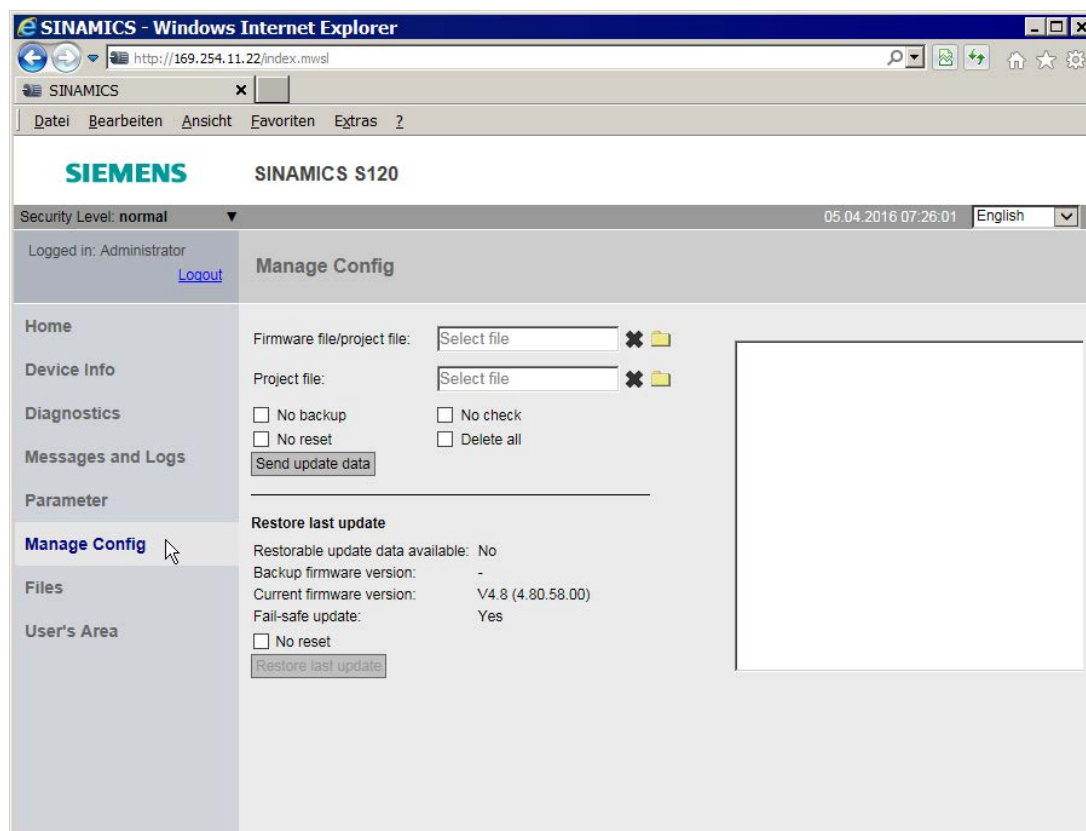 SINAMICS - Windows Internet Explorer
http://169.254.11.22/index.mwsl
SINAMICS
Datei Bearbeiten Ansicht Favoriten Extras ?
SIEMENS SINAMICS S120
Security Level: normal 05.04.2016 07:26:01 English
Logged in: Administrator
Logout
Manage Config
Home
Device Info
Diagnostics
Messages and Logs
Parameter
Manage Config
Files
User's Area
Firmware file/project file: Select file
Project file: Select file
No backup No check
No reset Delete all
Send update data
Restore last update
Restorable update data available: No
Backup firmware version: -
Current firmware version: V4.8 (4.80.58.00)
Fail-safe update: Yes
No reset
Restore last update